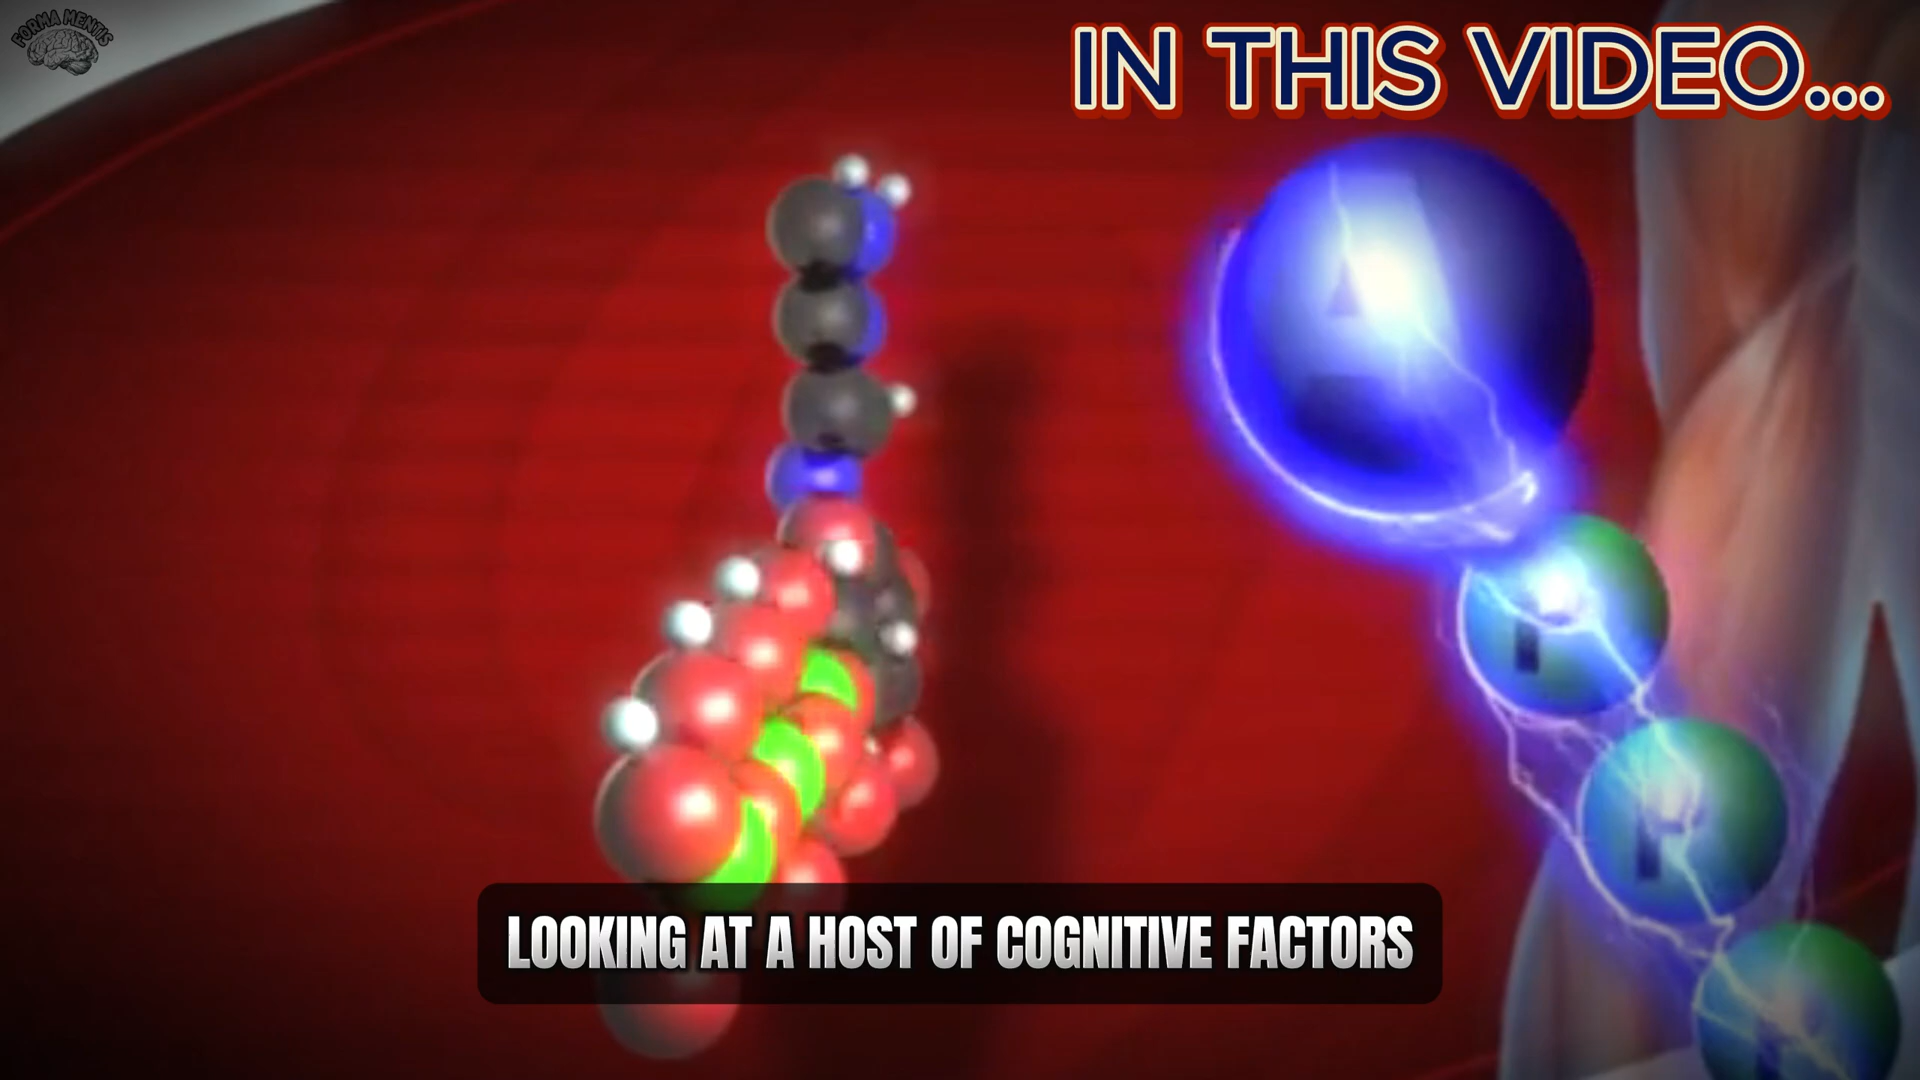 FORMA MENTIS
IN THIS VIDEO...
A
P
P
LOOKING AT A HOST OF COGNITIVE FACTORS